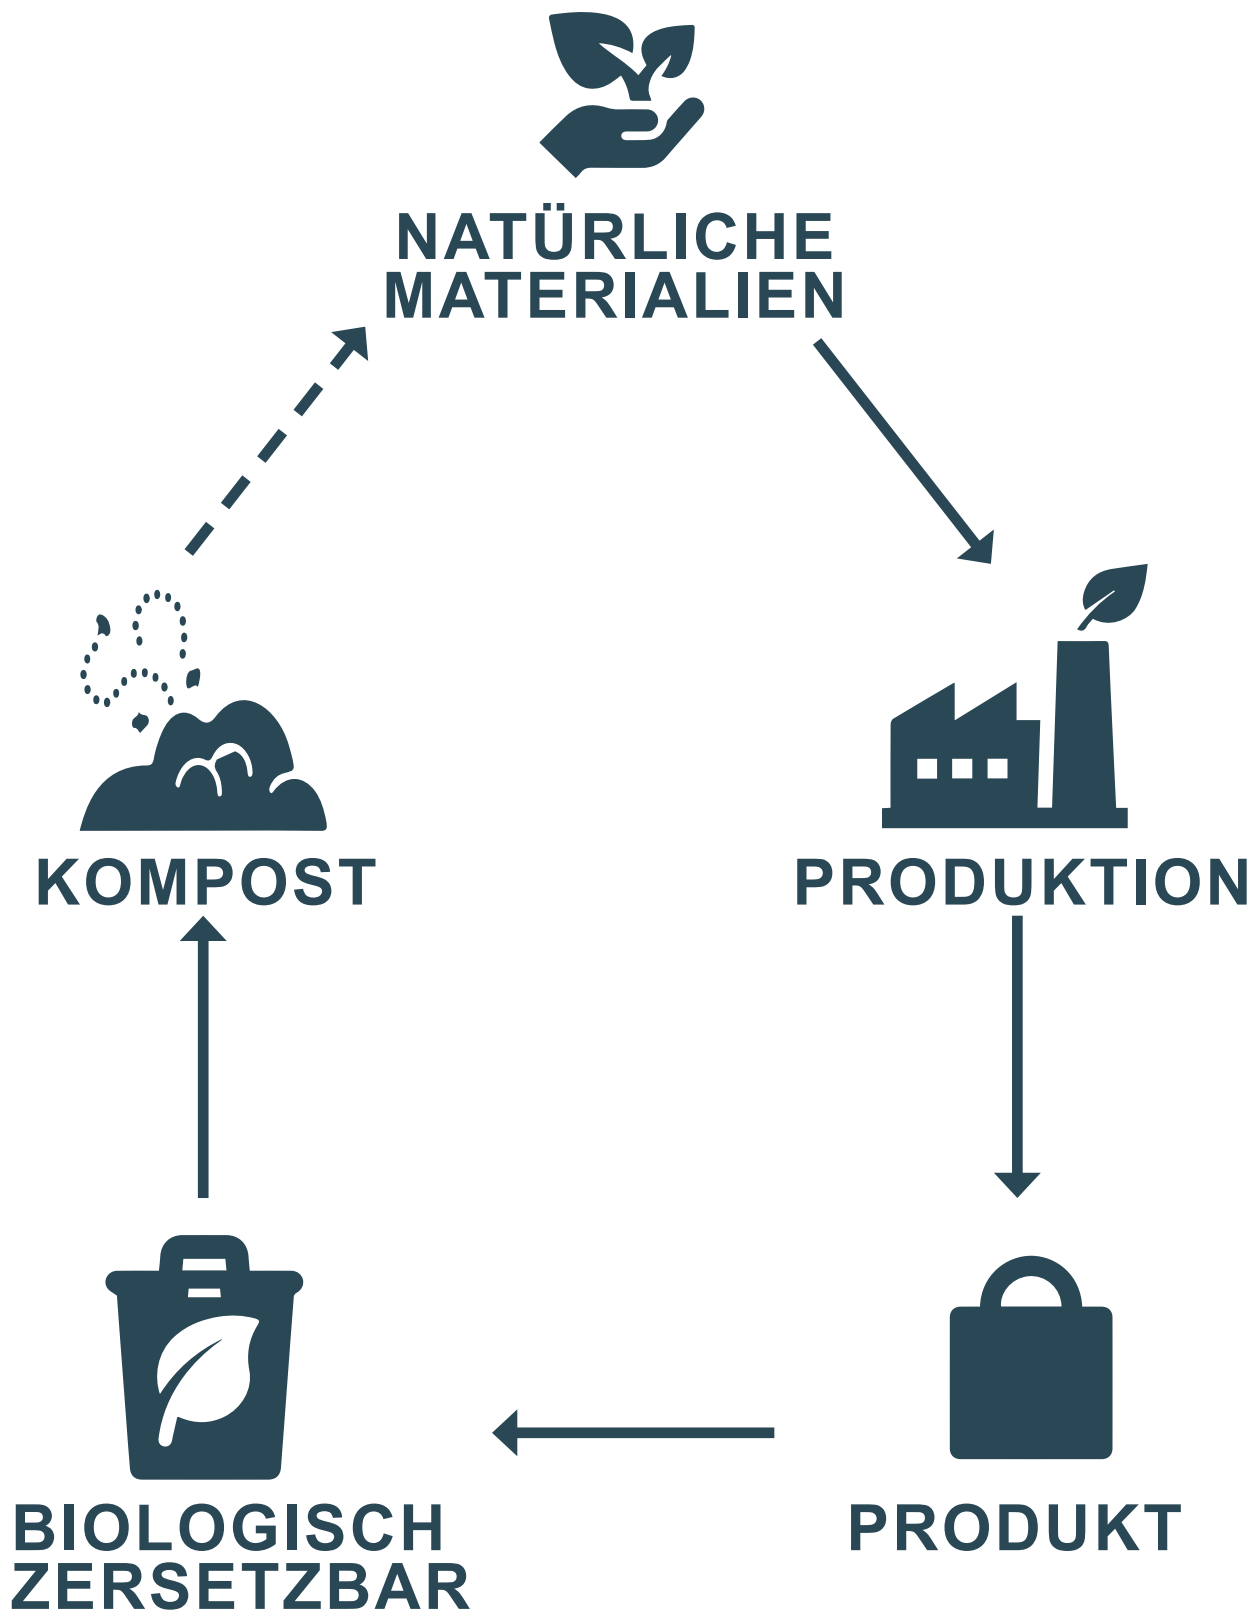 NATÜRLICHE
MATERIALIEN
KOMPOST
PRODUKTION
BIOLOGISCH
ZERSETZBAR
PRODUKT